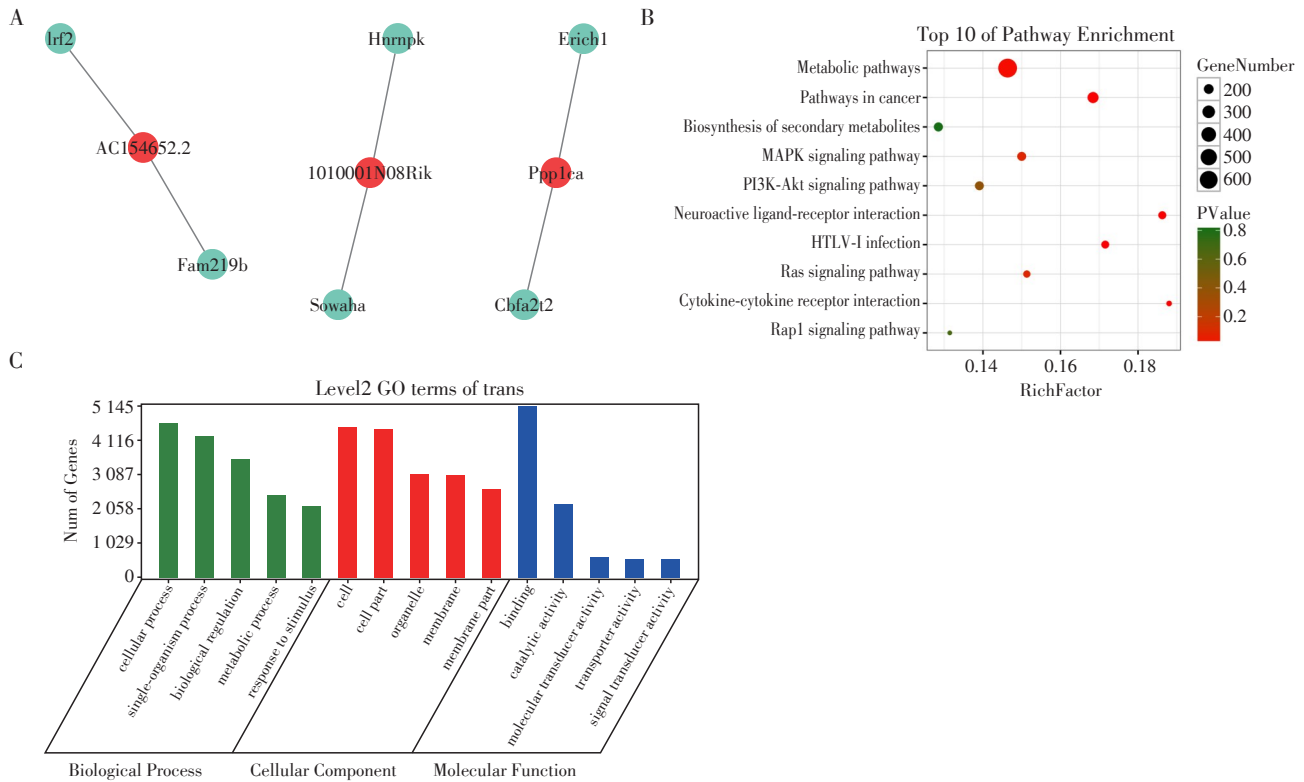 A
lrf2
AC154652.2
Fam219b
Hnrnpk
1010001N08Rik
Sowaha
Erich1
Ppp1ca
Cbfa2t2
B
Top 10 of Pathway Enrichment
Metabolic pathways
Pathways in cancer
Biosynthesis of secondary metabolites
MAPK signaling pathway
PI3K-Akt signaling pathway
Neuroactive ligand-receptor interaction
HTLV-I infection
Ras signaling pathway
Cytokine-cytokine receptor interaction
Rap1 signaling pathway
0.14 0.16 0.18
RichFactor
GeneNumber
200
300
400
500
600
PValue
0.8
0.6
0.4
0.2
C
Level2 GO terms of trans
Num of Genes
5 145
4 116
3 087
2 058
1 029
0
cellular process
single-organism process
biological regulation
metabolic process
response to stimulus
cell
cell part
organelle
membrane
membrane part
binding
catalytic activity
molecular transducer activity
transporter activity
signal transducer activity
Biological Process Cellular Component Molecular Function